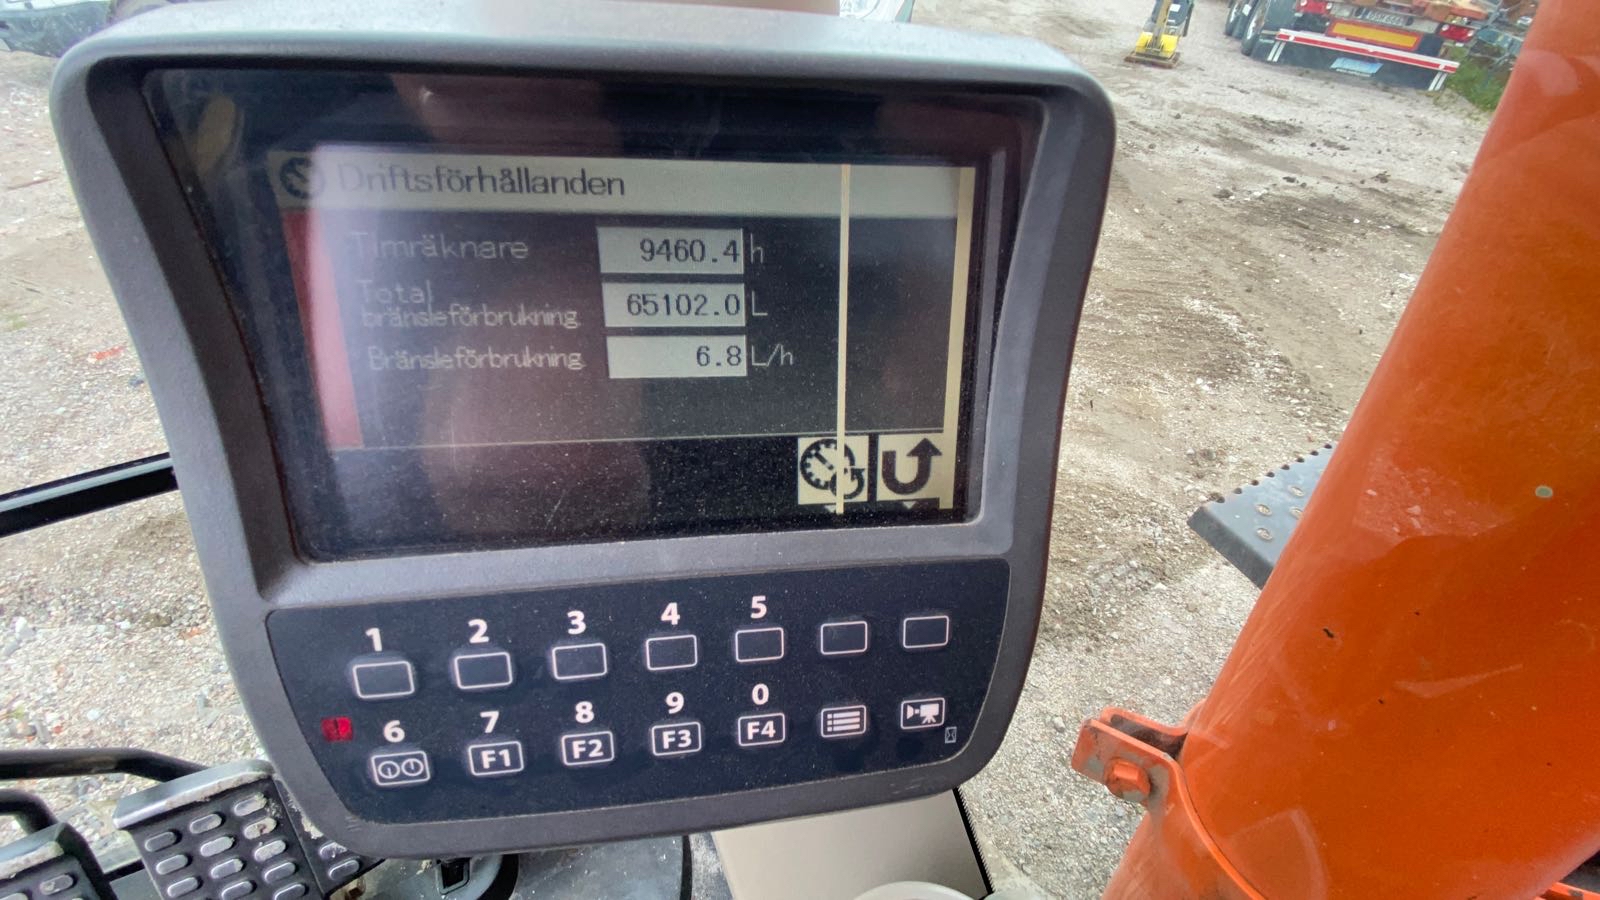 Driftsförhållanden
Timräknare 9460.4 h
Total
bränsleförbrukning 65102.0 L
Bränsleförbrukning 6.8 L/h
1 2 3 4 5
6 7 8 9 0
F1 F2 F3 F4